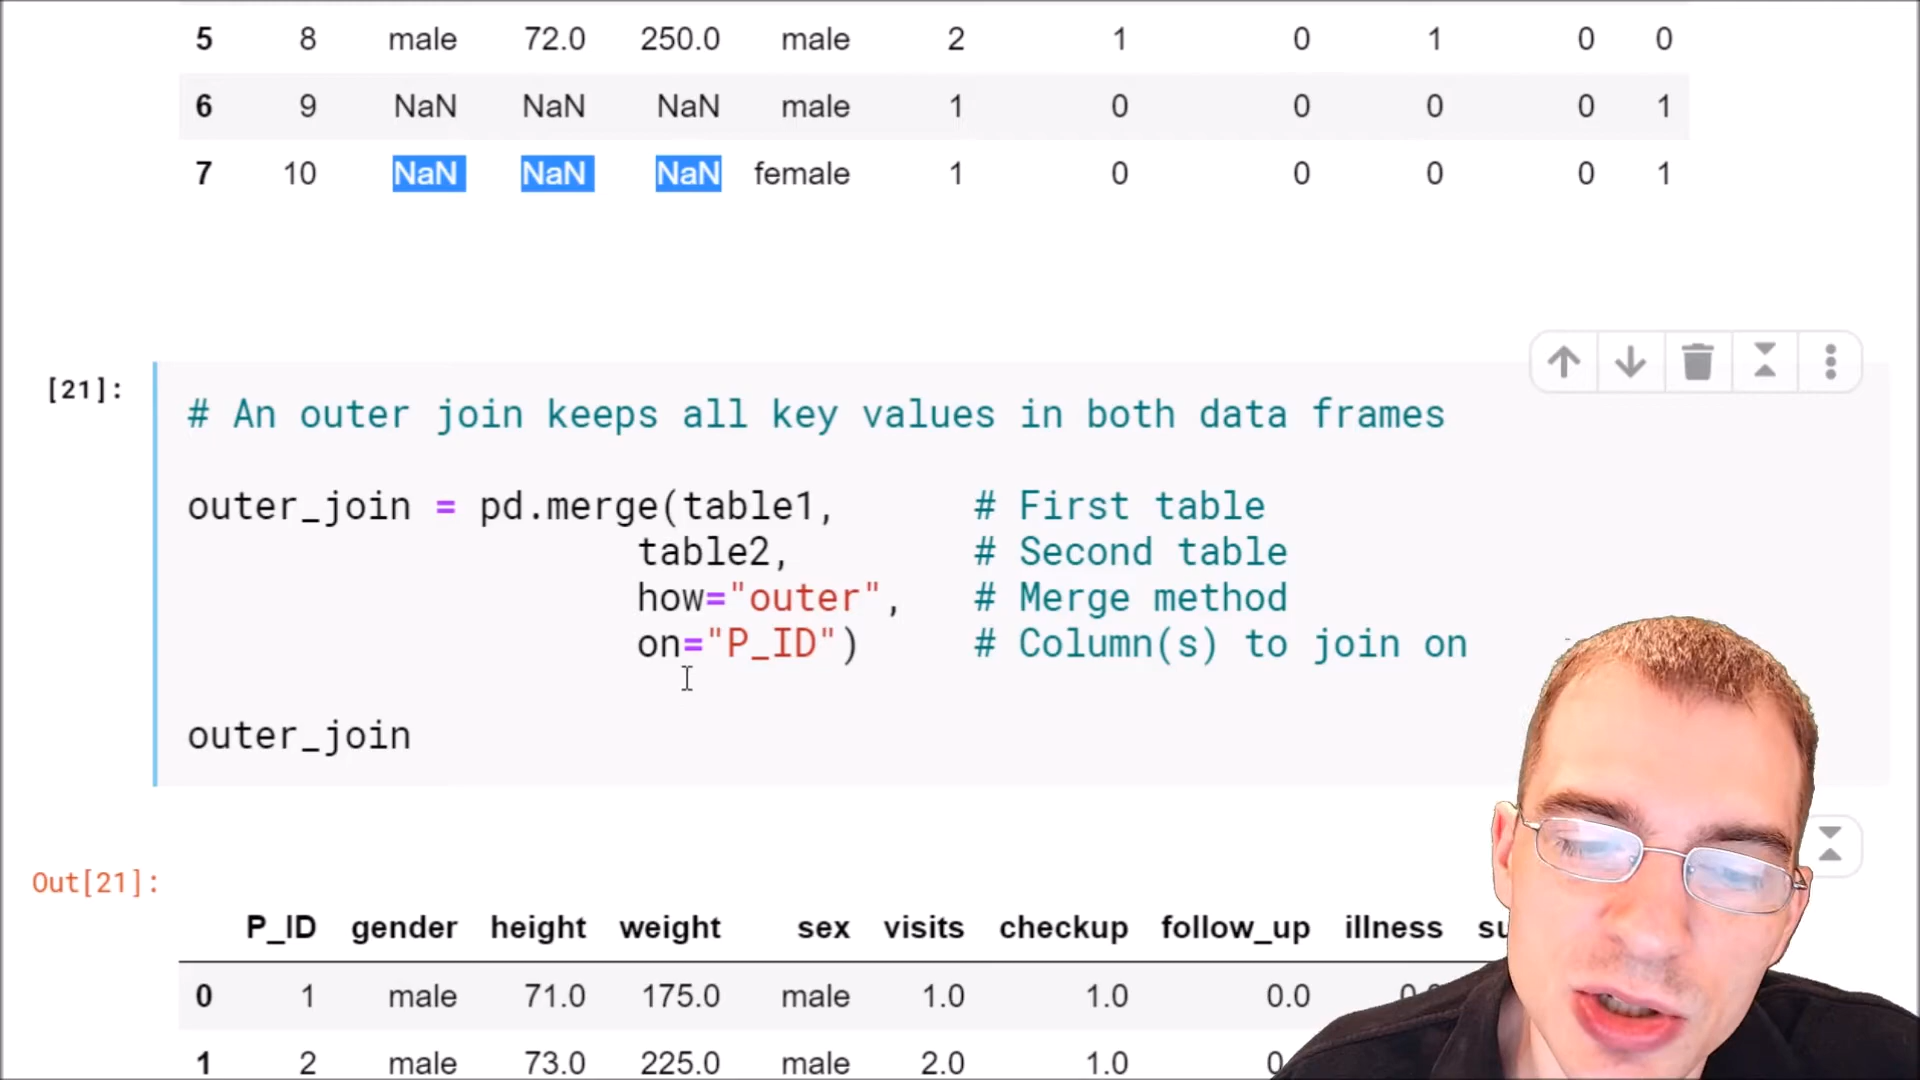 5 8 male 72.0 250.0 male 2 1 0 1 0 0
6 9 NaN NaN NaN male 1 0 0 0 0 1
7 10 NaN NaN NaN female 1 0 0 0 0 1
[21]:
# An outer join keeps all key values in both data frames
outer_join = pd.merge(table1, # First table
table2, # Second table
how="outer", # Merge method
on="P_ID") # Column(s) to join on
outer_join
Out[21]:
P_ID gender height weight sex visits checkup follow_up illness
0 1 male 71.0 175.0 male 1.0 1.0 0.0
1 2 male 73.0 225.0 male 2.0 1.0